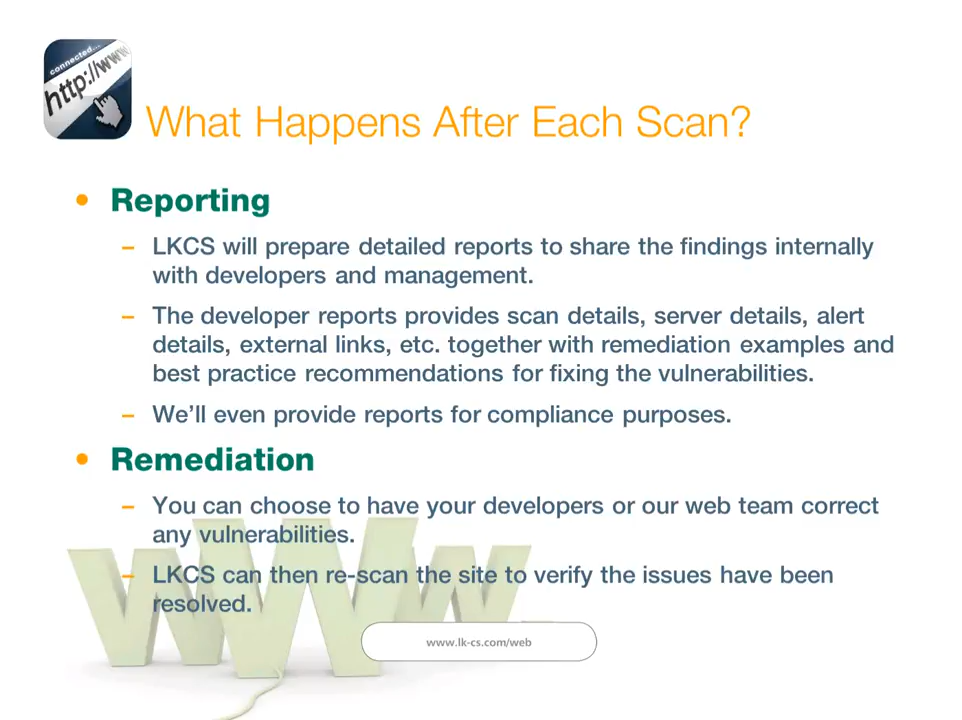 connected...
http://www.
What Happens After Each Scan?
• Reporting
– LKCS will prepare detailed reports to share the findings internally
with developers and management.
– The developer reports provides scan details, server details, alert
details, external links, etc. together with remediation examples and
best practice recommendations for fixing the vulnerabilities.
– We'll even provide reports for compliance purposes.
• Remediation
– You can choose to have your developers or our web team correct
any vulnerabilities.
– LKCS can then re-scan the site to verify the issues have been
resolved.
www.lk-cs.com/web
WWW